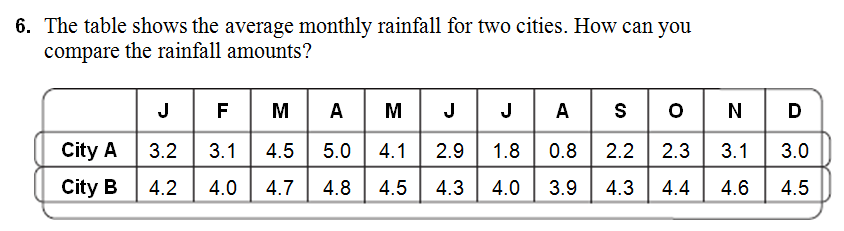 6. The table shows the average monthly rainfall for two cities. How can you
compare the rainfall amounts?
J F M A M J J A S O N D
City A 3.2 3.1 4.5 5.0 4.1 2.9 1.8 0.8 2.2 2.3 3.1 3.0
City B 4.2 4.0 4.7 4.8 4.5 4.3 4.0 3.9 4.3 4.4 4.6 4.5